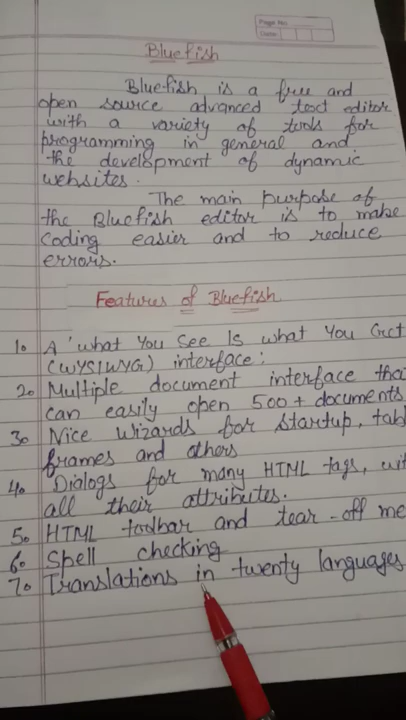 Page No.
Date
Bluefish
Bluefish is a free and
open source advanced text editor
with a variety of tools for
programming in general and
the development of dynamic
websites.
The main purpose of
the Bluefish editor is to make
coding easier and to reduce
errors.
Features of Bluefish
1. A 'what You See Is what You Get
(WYSIWYG) interface:
2. Multiple document interface tha
can easily open 500+ documents
3. Nice Wizards for startup, tabl
frames and others
4. Dialogs for many HTML tags, wit
all their attributes.
5. HTML toolbar and tear-off me
6. Spell checking
7. Translations in twenty languages